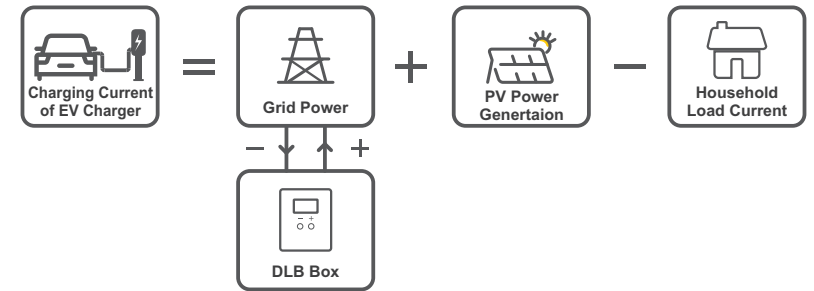 Charging Current
of EV Charger
=
Grid Power
+
PV Power
Genertaion
−
Household
Load Current
− +
− +
DLB Box